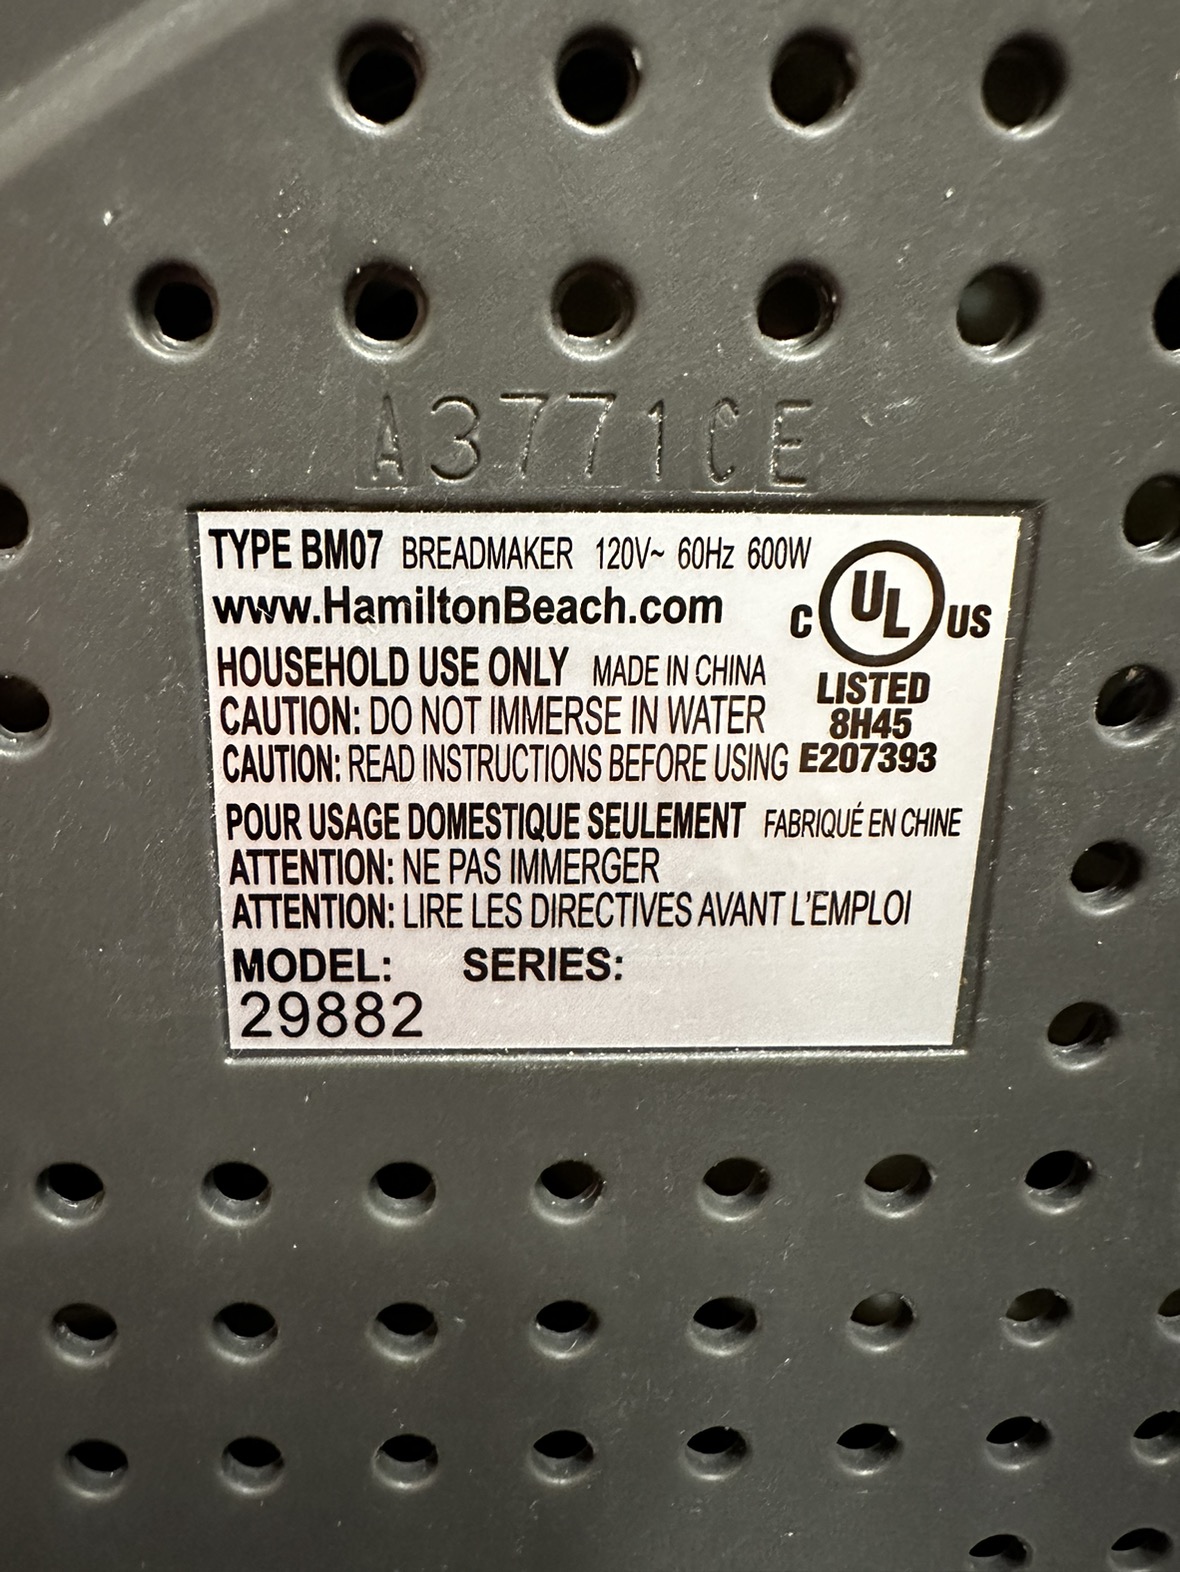 A3771CE
TYPE BM07 BREADMAKER 120V~ 60Hz 600W
www.HamiltonBeach.com
HOUSEHOLD USE ONLY MADE IN CHINA
CAUTION: DO NOT IMMERSE IN WATER
CAUTION: READ INSTRUCTIONS BEFORE USING
C UL US
LISTED
8H45
E207393
POUR USAGE DOMESTIQUE SEULEMENT FABRIQUÉ EN CHINE
ATTENTION: NE PAS IMMERGER
ATTENTION: LIRE LES DIRECTIVES AVANT L'EMPLOI
MODEL: SERIES:
29882